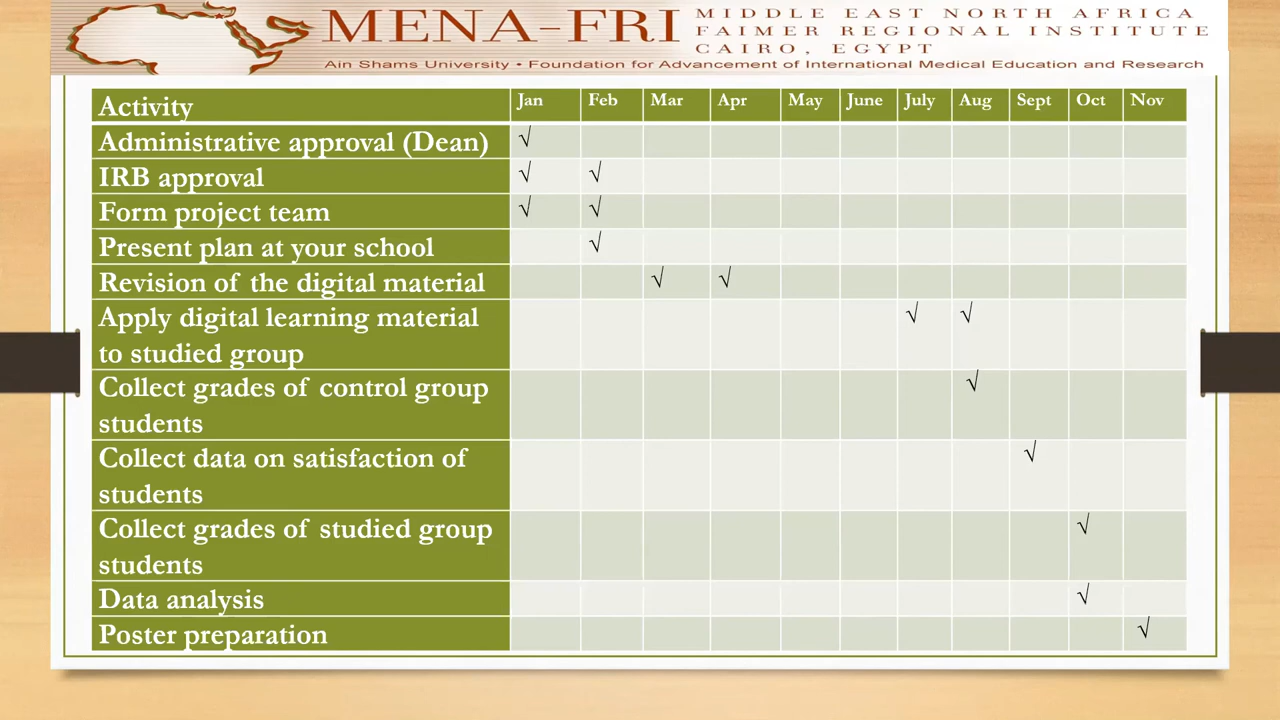 MENA-FRI
MIDDLE EAST NORTH AFRICA
FAIMER REGIONAL INSTITUTE
CAIRO, EGYPT
Ain Shams University • Foundation for Advancement of International Medical Education and Research
Activity Jan Feb Mar Apr May June July Aug Sept Oct Nov
Administrative approval (Dean) √
IRB approval √ √
Form project team √ √
Present plan at your school √
Revision of the digital material √ √
Apply digital learning material √ √
to studied group
Collect grades of control group √
students
Collect data on satisfaction of √
students
Collect grades of studied group √
students
Data analysis √
Poster preparation √